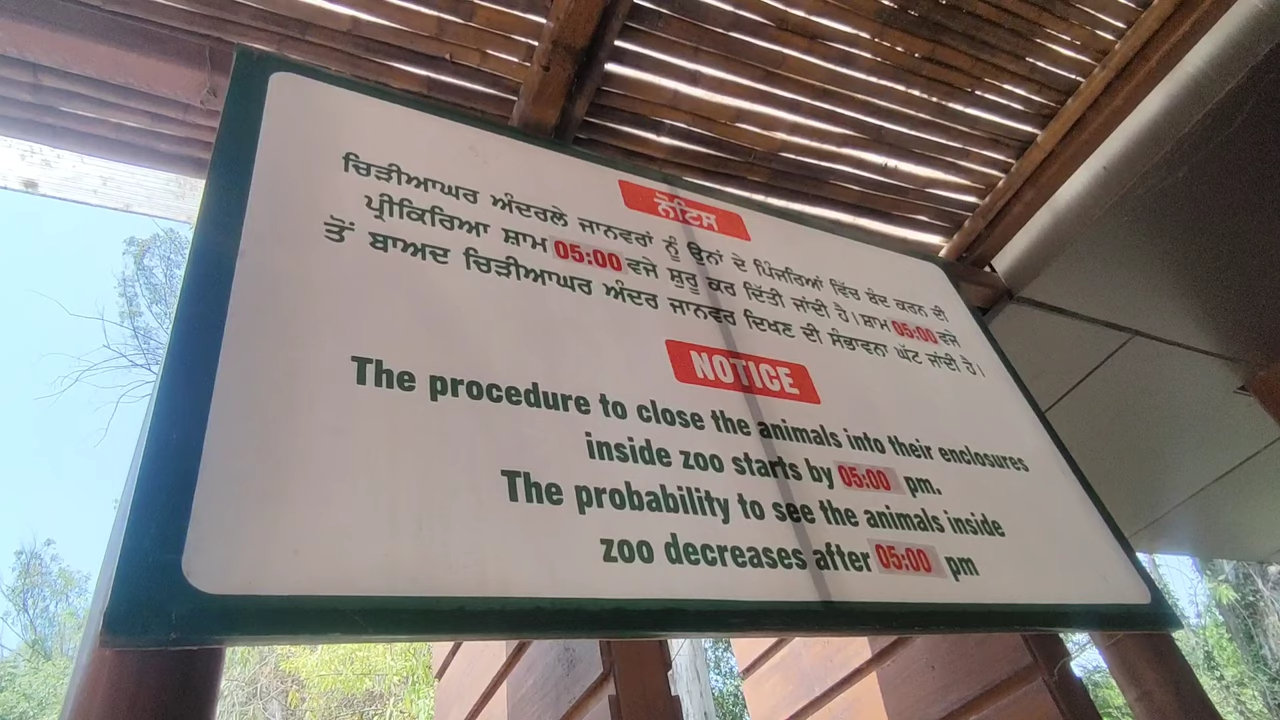 ਨੋਟਿਸ
ਚਿੜੀਆਘਰ ਅੰਦਰਲੇ ਜਾਨਵਰਾਂ ਨੂੰ ਉਨਾਂ ਦੇ ਪਿੰਜਰਿਆਂ ਵਿੱਚ ਬੰਦ ਕਰਨ ਦੀ
ਪ੍ਰੀਕਿਰਿਆ ਸ਼ਾਮ 05:00 ਵਜੇ ਸ਼ੁਰੂ ਕਰ ਦਿੱਤੀ ਜਾਂਦੀ ਹੈ। ਸ਼ਾਮ 05:00 ਵਜੇ
ਤੋਂ ਬਾਅਦ ਚਿੜੀਆਘਰ ਅੰਦਰ ਜਾਨਵਰ ਦਿਖਣ ਦੀ ਸੰਭਾਵਨਾ ਘੱਟ ਜਾਂਦੀ ਹੈ।
NOTICE
The procedure to close the animals into their enclosures
inside zoo starts by 05:00 pm.
The probability to see the animals inside
zoo decreases after 05:00 pm